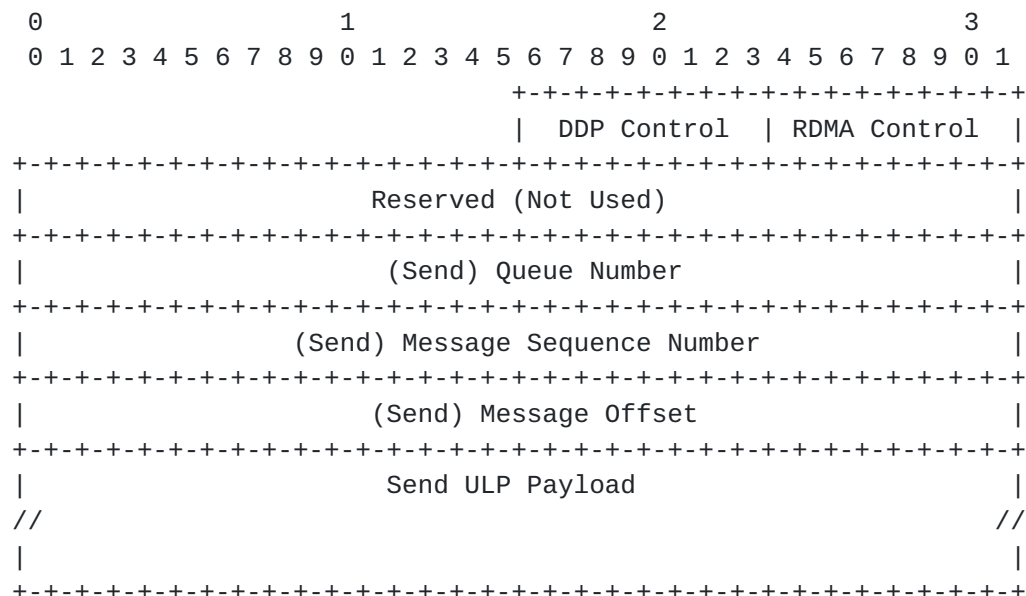 0                   1                   2                   3
 0 1 2 3 4 5 6 7 8 9 0 1 2 3 4 5 6 7 8 9 0 1 2 3 4 5 6 7 8 9 0 1
                                +-+-+-+-+-+-+-+-+-+-+-+-+-+-+-+-+
                                |  DDP Control  | RDMA Control  |
+-+-+-+-+-+-+-+-+-+-+-+-+-+-+-+-+-+-+-+-+-+-+-+-+-+-+-+-+-+-+-+-+
|                      Reserved (Not Used)                      |
+-+-+-+-+-+-+-+-+-+-+-+-+-+-+-+-+-+-+-+-+-+-+-+-+-+-+-+-+-+-+-+-+
|                       (Send) Queue Number                     |
+-+-+-+-+-+-+-+-+-+-+-+-+-+-+-+-+-+-+-+-+-+-+-+-+-+-+-+-+-+-+-+-+
|                 (Send) Message Sequence Number                |
+-+-+-+-+-+-+-+-+-+-+-+-+-+-+-+-+-+-+-+-+-+-+-+-+-+-+-+-+-+-+-+-+
|                      (Send) Message Offset                    |
+-+-+-+-+-+-+-+-+-+-+-+-+-+-+-+-+-+-+-+-+-+-+-+-+-+-+-+-+-+-+-+-+
|                       Send ULP Payload                        |
//                                                             //
|                                                               |
+-+-+-+-+-+-+-+-+-+-+-+-+-+-+-+-+-+-+-+-+-+-+-+-+-+-+-+-+-+-+-+-+